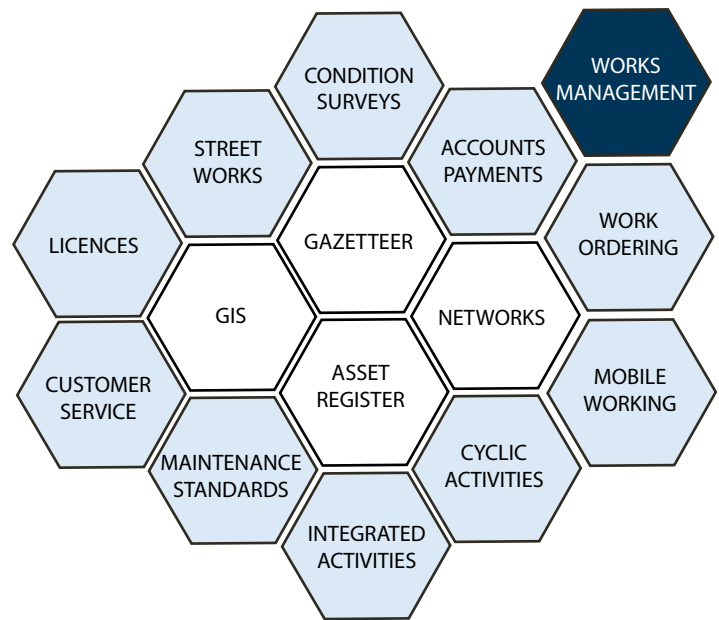 CONDITION
SURVEYS
WORKS
MANAGEMENT
STREET
WORKS
ACCOUNTS
PAYMENTS
LICENCES
GAZETTEER
WORK
ORDERING
GIS
NETWORKS
CUSTOMER
SERVICE
ASSET
REGISTER
MOBILE
WORKING
MAINTENANCE
STANDARDS
CYCLIC
ACTIVITIES
INTEGRATED
ACTIVITIES